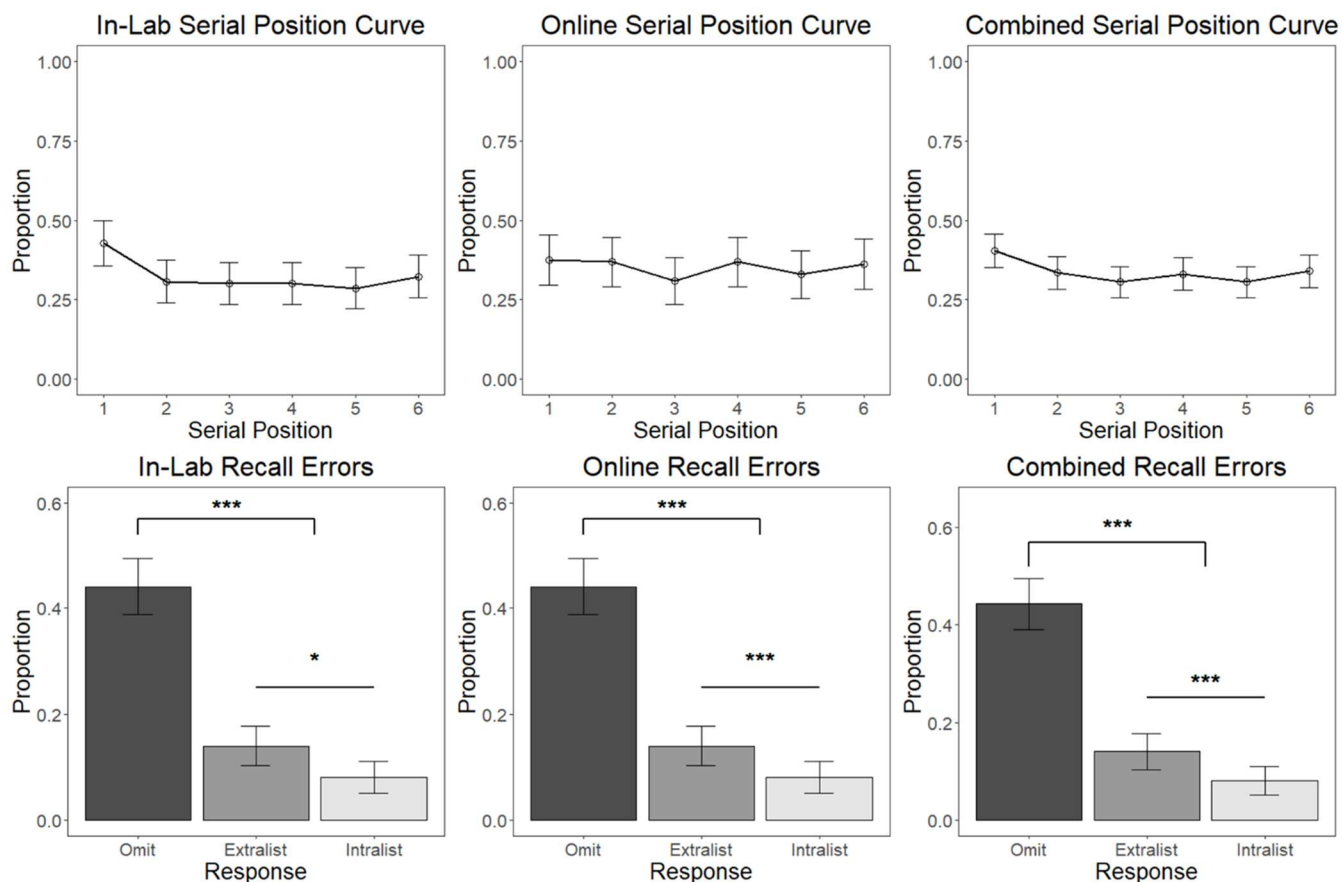 In-Lab Serial Position Curve
Proportion
1.00
0.75
0.50
0.25
0.00
1 2 3 4 5 6
Serial Position
Online Serial Position Curve
Proportion
1.00
0.75
0.50
0.25
0.00
1 2 3 4 5 6
Serial Position
Combined Serial Position Curve
Proportion
1.00
0.75
0.50
0.25
0.00
1 2 3 4 5 6
Serial Position
In-Lab Recall Errors
Proportion
0.6
0.4
0.2
0.0
***
*
Omit Extralist Intralist
Response
Online Recall Errors
Proportion
0.6
0.4
0.2
0.0
***
***
Omit Extralist Intralist
Response
Combined Recall Errors
Proportion
0.6
0.4
0.2
0.0
***
***
Omit Extralist Intralist
Response